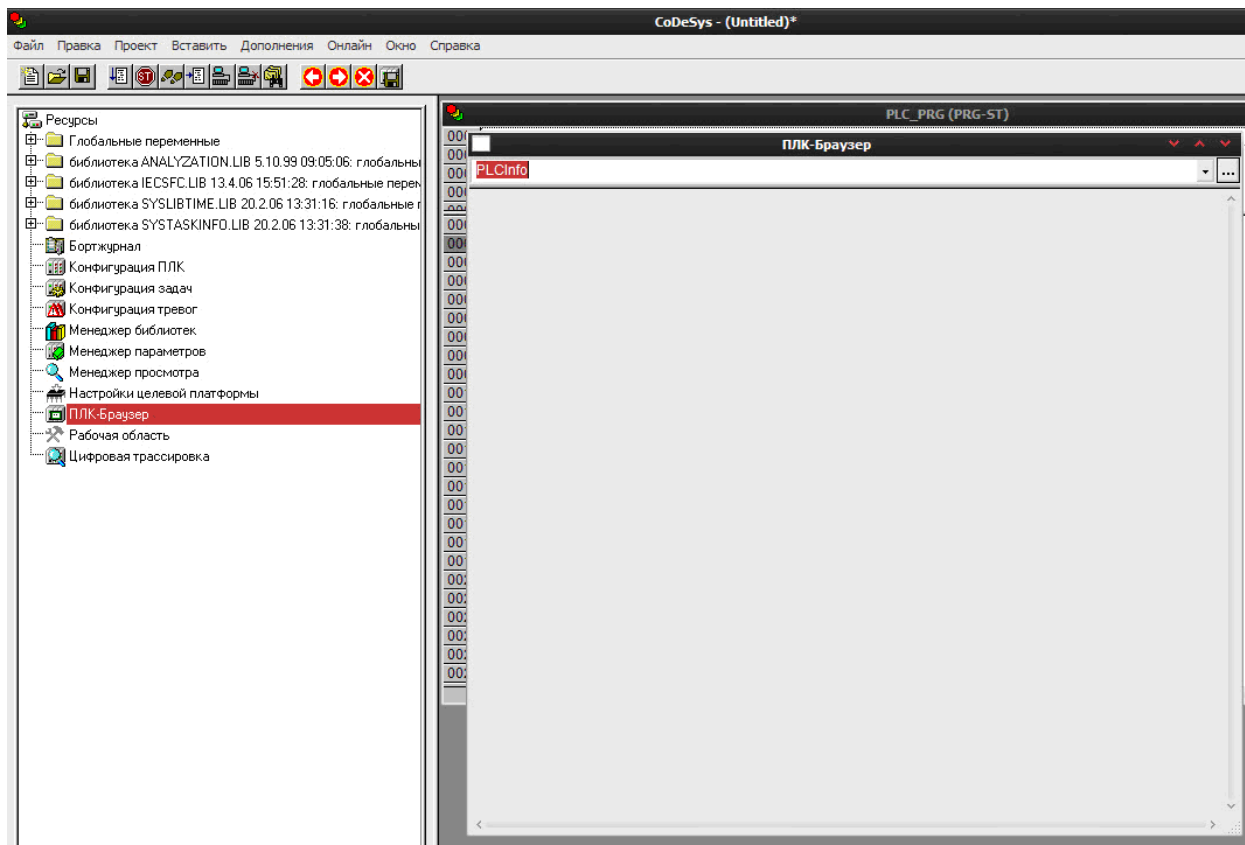 CoDeSys - (Untitled)*
Файл Правка Проект Вставить Дополнения Онлайн Окно Справка
Ресурсы
Глобальные переменные
библиотека ANALYZATION.LIB 5.10.99 09:05:06: глобальны
библиотека IECSFC.LIB 13.4.06 15:51:28: глобальные перем
библиотека SYSLIBTIME.LIB 20.2.06 13:31:16: глобальные г
библиотека SYSTASKINFO.LIB 20.2.06 13:31:38: глобальны
Бортжурнал
Конфигурация ПЛК
Конфигурация задач
Конфигурация тревог
Менеджер библиотек
Менеджер параметров
Менеджер просмотра
Настройки целевой платформы
ПЛК-Браузер
Рабочая область
Цифровая трассировка
PLC_PRG (PRG-ST)
ПЛК-Браузер
PLCInfo
...